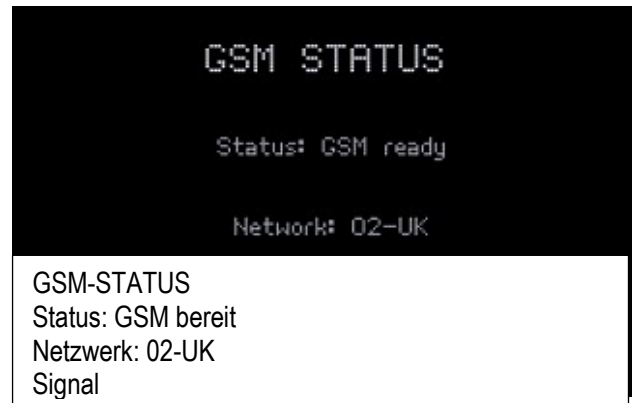 GSM STATUS
Status: GSM ready
Network: O2-UK
GSM-STATUS
Status: GSM bereit
Netzwerk: 02-UK
Signal